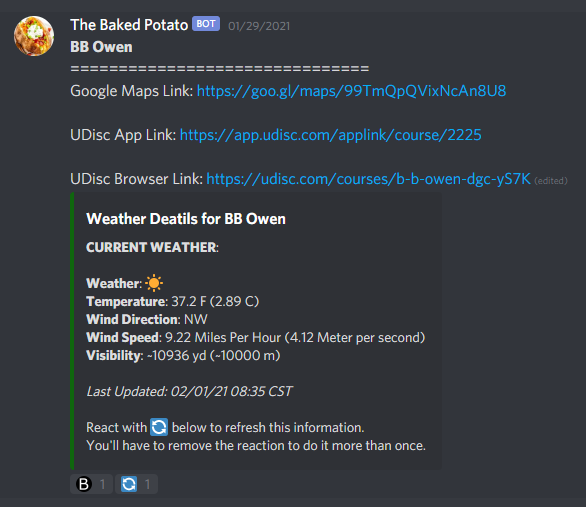 The Baked Potato BOT 01/29/2021
BB Owen
===============================
Google Maps Link: https://goo.gl/maps/99TmQpQVixNcAn8U8
UDisc App Link: https://app.udisc.com/applink/course/2225
UDisc Browser Link: https://udisc.com/courses/b-b-owen-dgc-yS7K (edited)
Weather Deatils for BB Owen
CURRENT WEATHER:
Weather: ☀️
Temperature: 37.2 F (2.89 C)
Wind Direction: NW
Wind Speed: 9.22 Miles Per Hour (4.12 Meter per second)
Visibility: ~10936 yd (~10000 m)
Last Updated: 02/01/21 08:35 CST
React with 🔄 below to refresh this information.
You'll have to remove the reaction to do it more than once.
B 1 🔄 1